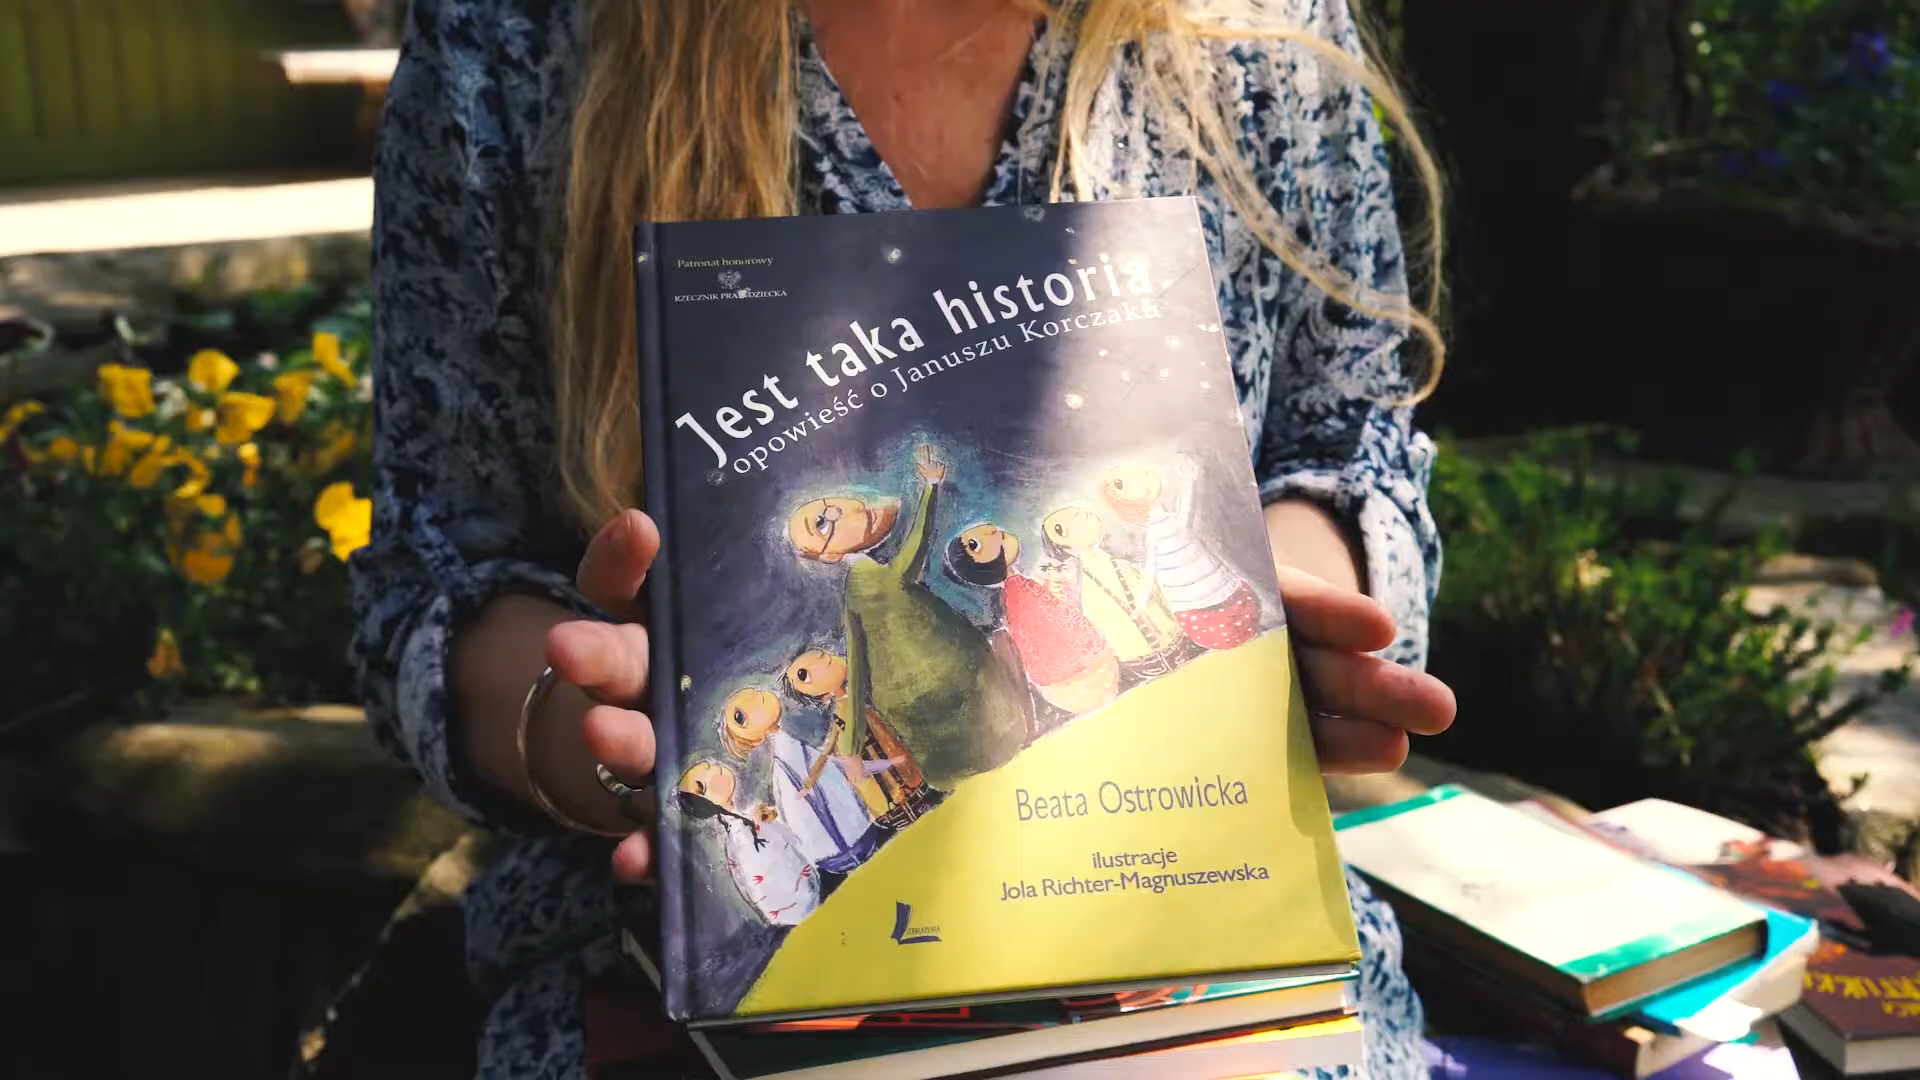 Patronat honorowy
RZECZNIK PRAW DZIECKA
Jest taka historia.
opowieść o Januszu Korczaku
Beata Ostrowicka
ilustracje
Jola Richter-Magnuszewska
LITERATURA